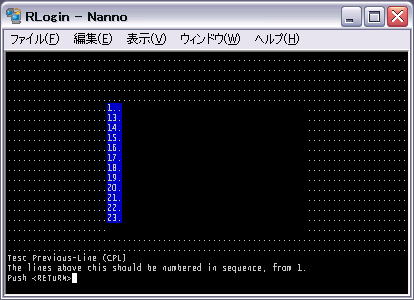 RLogin - Nanno
ファイル(F) 編集(E) 表示(V) ウィンドウ(W) ヘルプ(H)
1..
13.
14.
15.
16.
17.
18.
19.
20.
21.
22.
23.
Test Previous-Line (CPL)
The lines above this should be numbered in sequence, from 1.
Push <RETURN>